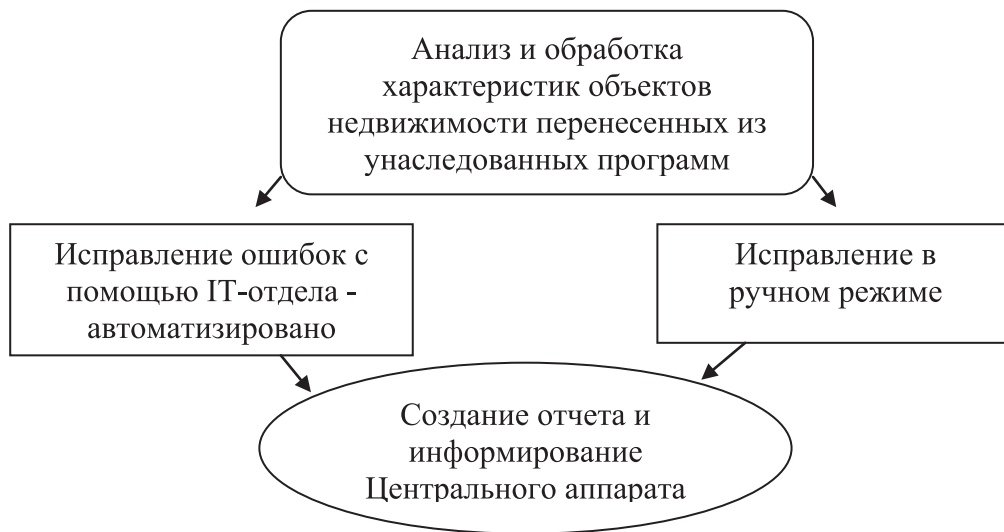 Анализ и обработка
характеристик объектов
недвижимости перенесенных из
унаследованных программ
Исправление ошибок с
помощью IT-отдела -
автоматизировано
Исправление в
ручном режиме
Создание отчета и
информирование
Центрального аппарата